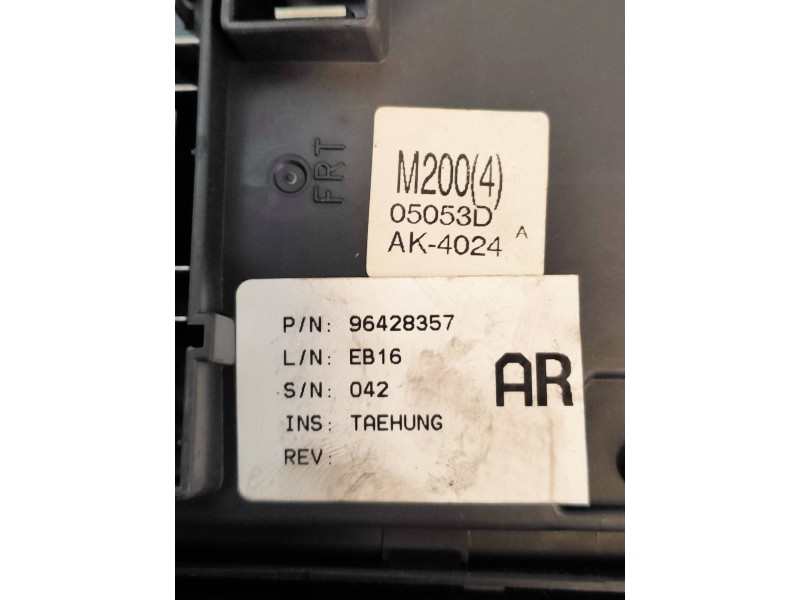 FRT
M200(4)
05053D
AK-4024 A
P/N: 96428357
L/N: EB16
S/N: 042
INS: TAEHUNG
REV:
AR